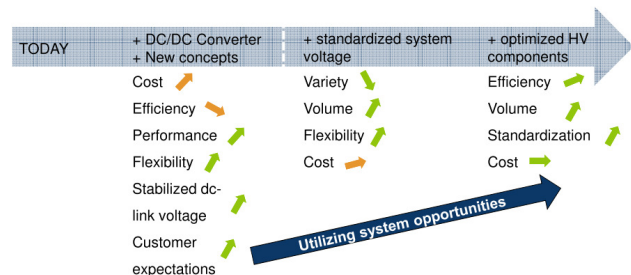 TODAY
+ DC/DC Converter
+ New concepts
Cost
Efficiency
Performance
Flexibility
Stabilized dc-
link voltage
Customer
expectations
+ standardized system
voltage
Variety
Volume
Flexibility
Cost
+ optimized HV
components
Efficiency
Volume
Standardization
Cost
Utilizing system opportunities